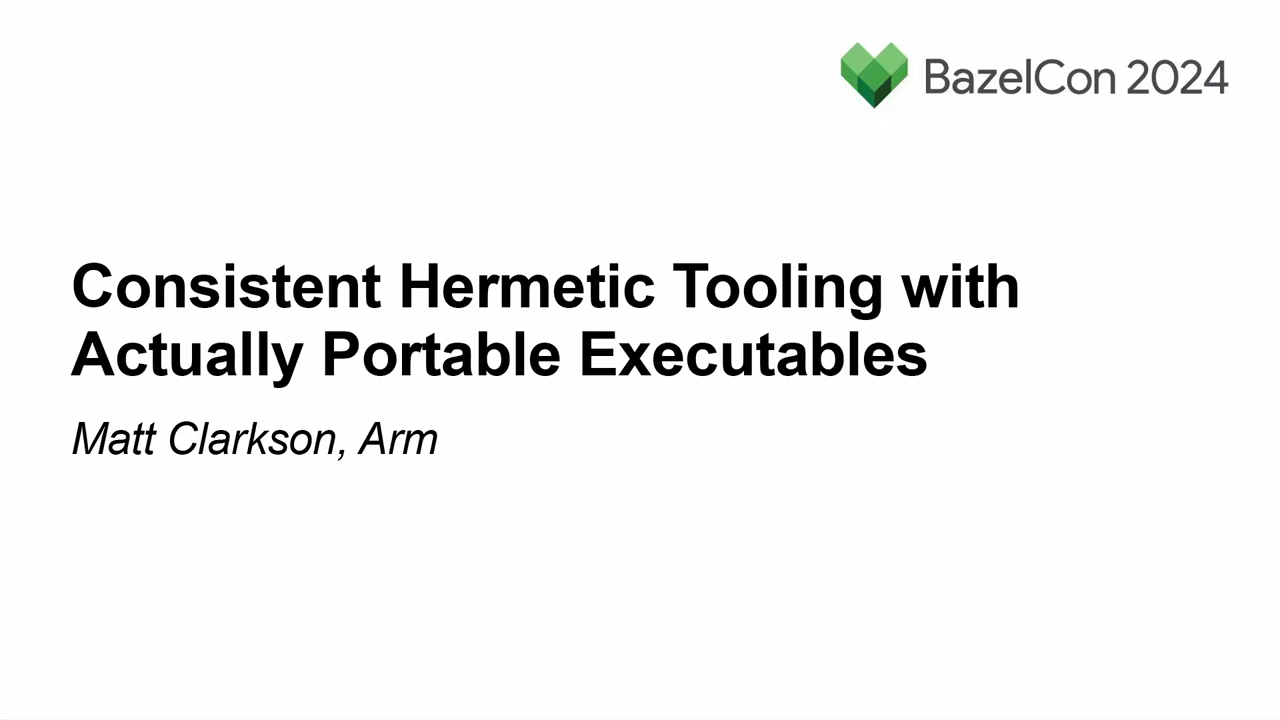 BazelCon 2024
Consistent Hermetic Tooling with
Actually Portable Executables
Matt Clarkson, Arm